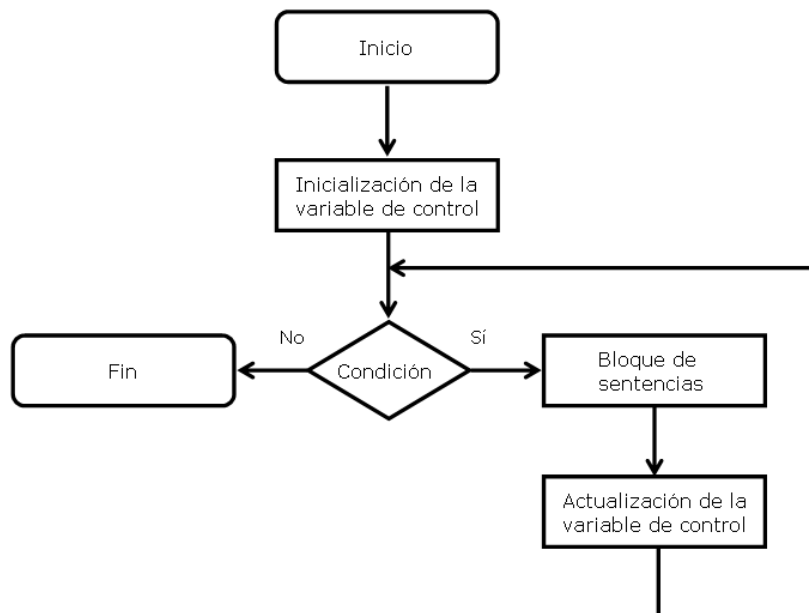 Inicio
Inicialización de la
variable de control
No
Sí
Fin
Condición
Bloque de
sentencias
Actualización de la
variable de control